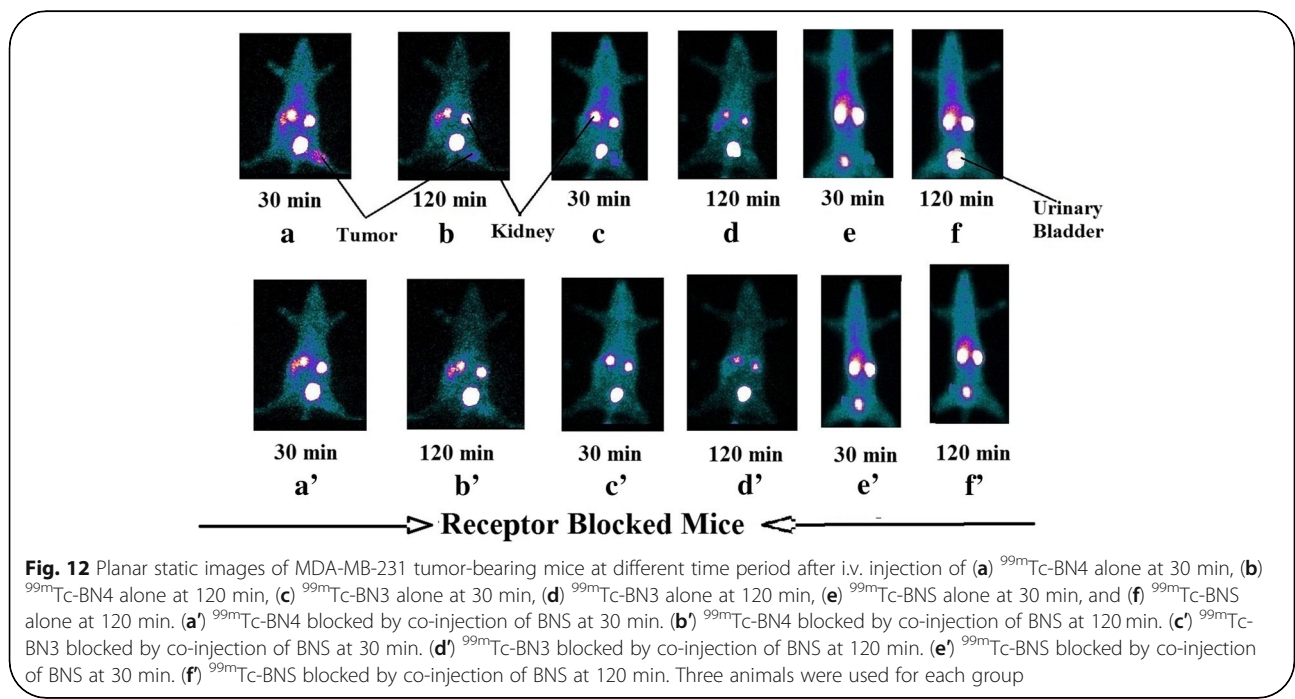 30 min 120 min 30 min 120 min 30 min 120 min
Tumor Kidney Urinary
Bladder
a b c d e f
30 min 120 min 30 min 120 min 30 min 120 min
a’ b’ c’ d’ e’ f’
Receptor Blocked Mice
Fig. 12 Planar static images of MDA-MB-231 tumor-bearing mice at different time period after i.v. injection of (a) ⁹⁹ᵐTc-BN4 alone at 30 min, (b)
⁹⁹ᵐTc-BN4 alone at 120 min, (c) ⁹⁹ᵐTc-BN3 alone at 30 min, (d) ⁹⁹ᵐTc-BN3 alone at 120 min, (e) ⁹⁹ᵐTc-BNS alone at 30 min, and (f) ⁹⁹ᵐTc-BNS
alone at 120 min. (a′) ⁹⁹ᵐTc-BN4 blocked by co-injection of BNS at 30 min. (b′) ⁹⁹ᵐTc-BN4 blocked by co-injection of BNS at 120 min. (c′) ⁹⁹ᵐTc-
BN3 blocked by co-injection of BNS at 30 min. (d′) ⁹⁹ᵐTc-BN3 blocked by co-injection of BNS at 120 min. (e′) ⁹⁹ᵐTc-BNS blocked by co-injection
of BNS at 30 min. (f′) ⁹⁹ᵐTc-BNS blocked by co-injection of BNS at 120 min. Three animals were used for each group